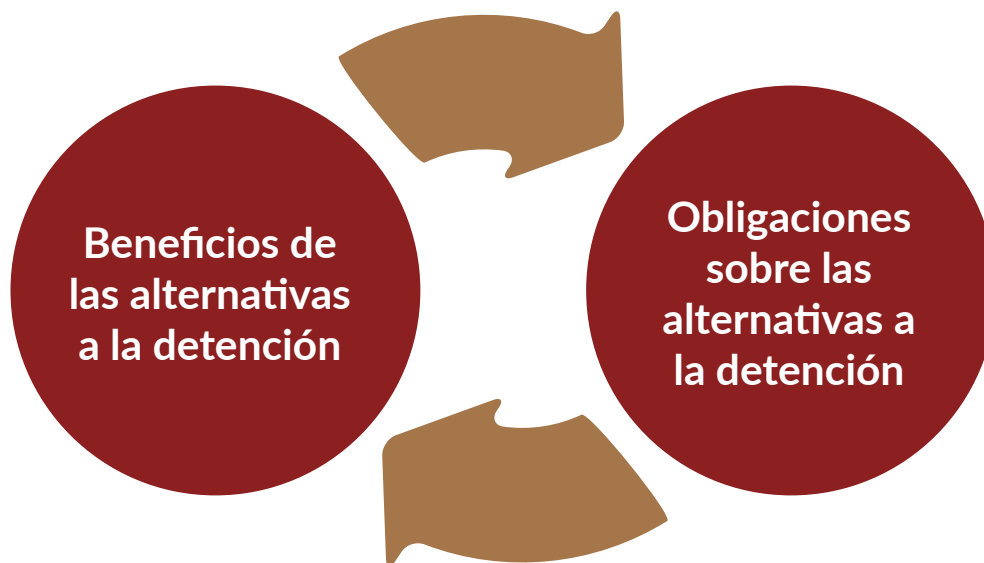 Beneficios de
las alternativas
a la detención
Obligaciones
sobre las
alternativas a
la detención